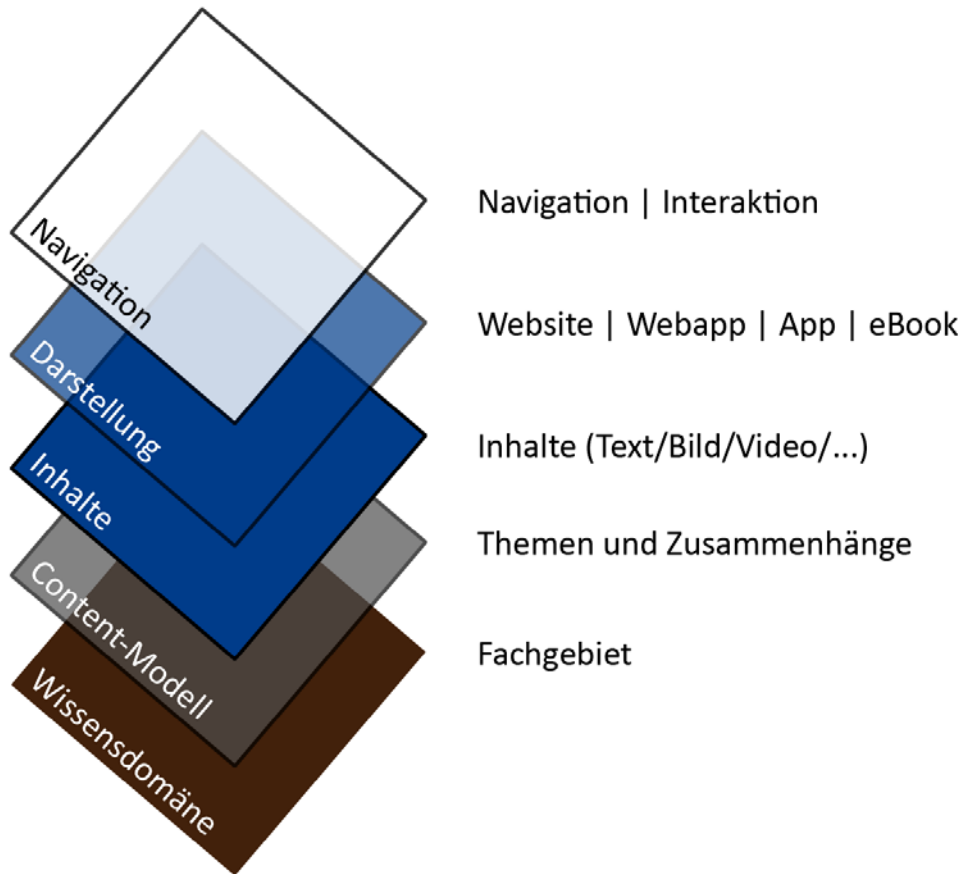 Navigation
Navigation | Interaktion
Darstellung
Website | Webapp | App | eBook
Inhalte
Inhalte (Text/Bild/Video/...)
Content-Modell
Themen und Zusammenhänge
Wissensdomäne
Fachgebiet